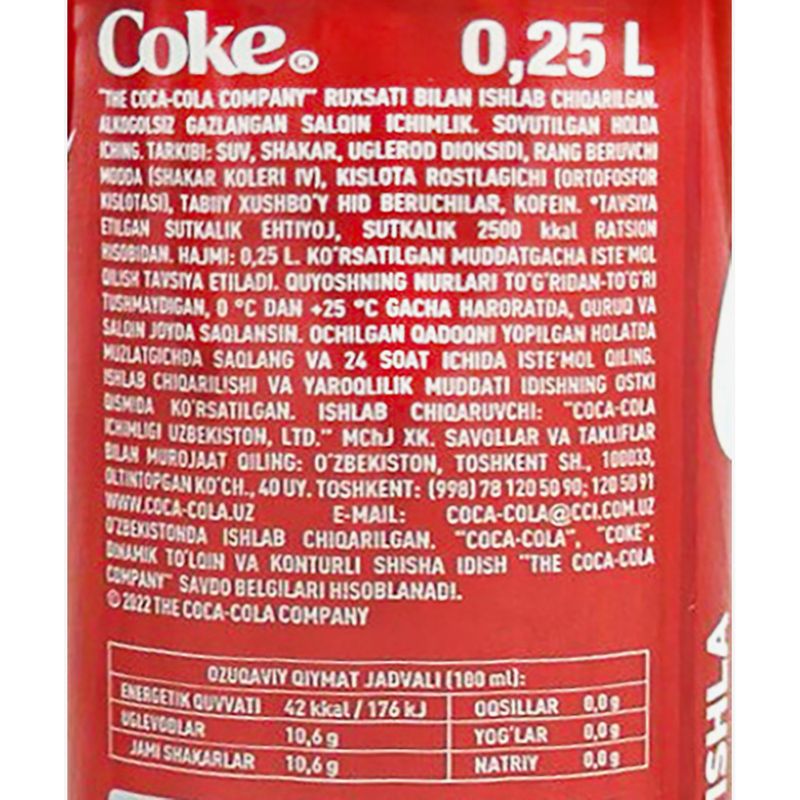 Coke® 0,25 L
"THE COCA-COLA COMPANY" RUXSATI BILAN ISHLAB CHIQARILGAN.
ALKOGOLSIZ GAZLANGAN SALQIN ICHIMLIK. SOVUTILGAN HOLDA
ICHING. TARKIBI: SUV, SHAKAR, UGLEROD DIOKSIDI, RANG BERUVCHI
MODDA (SHAKAR KOLERI IV), KISLOTA ROSTLAGICHI (ORTOFOSFOR
KISLOTASI), TABIIY XUSHBO'Y HID BERUCHILAR, KOFEIN. *TAVSIYA
ETILGAN SUTKALIK EHTIYOJ, SUTKALIK 2500 kkal RATSION
HISOBIDAN. HAJMI: 0,25 L. KO'RSATILGAN MUDDATGACHA ISTE'MOL
QILISH TAVSIYA ETILADI. QUYOSHNING NURLARI TO'G'RIDAN-TO'G'RI
TUSHMAYDIGAN, 0 °C DAN +25 °C GACHA HARORATDA, QURUQ VA
SALQIN JOYDA SAQLANSIN. OCHILGAN QADOQNI YOPILGAN HOLATDA
MUZLATGICHDA SAQLANG VA 24 SOAT ICHIDA ISTE'MOL QILING.
ISHLAB CHIQARILISHI VA YAROQLILIK MUDDATI IDISHNING OSTKI
QISMIDA KO'RSATILGAN. ISHLAB CHIQARUVCHI: "COCA-COLA
ICHIMLIGI UZBEKISTON, LTD." MChJ XK. SAVOLLAR VA TAKLIFLAR
BILAN MUROJAAT QILING: O'ZBEKISTON, TOSHKENT SH., 100033,
OLTINTOPGAN KO'CH., 40 UY. TOSHKENT: (998) 78 120 50 90; 120 50 91
WWW.COCA-COLA.UZ E-MAIL: COCA-COLA@CCI.COM.UZ
O'ZBEKISTONDA ISHLAB CHIQARILGAN. "COCA-COLA", "COKE",
DINAMIK TO'LQIN VA KONTURLI SHISHA IDISH "THE COCA-COLA
COMPANY" SAVDO BELGILARI HISOBLANADI.
© 2022 THE COCA-COLA COMPANY
OZUQAVIY QIYMAT JADVALI (100 ml):
ENERGETIK QUVVATI 42 kkal / 176 kJ OQSILLAR 0,0 g
UGLEVODLAR 10,6 g YOG'LAR 0,0 g
JAMI SHAKARLAR 10,6 g NATRIY 0,0 g
ISHLA